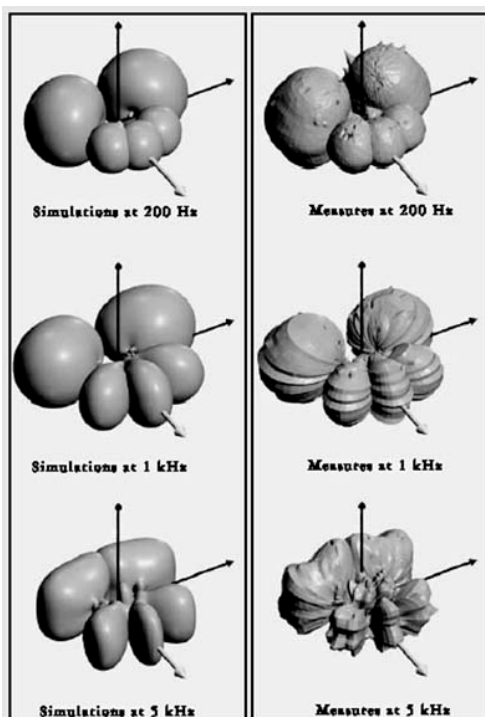 Simulations at 200 Hz
Measures at 200 Hz
Simulations at 1 kHz
Measures at 1 kHz
Simulations at 5 kHz
Measures at 5 kHz